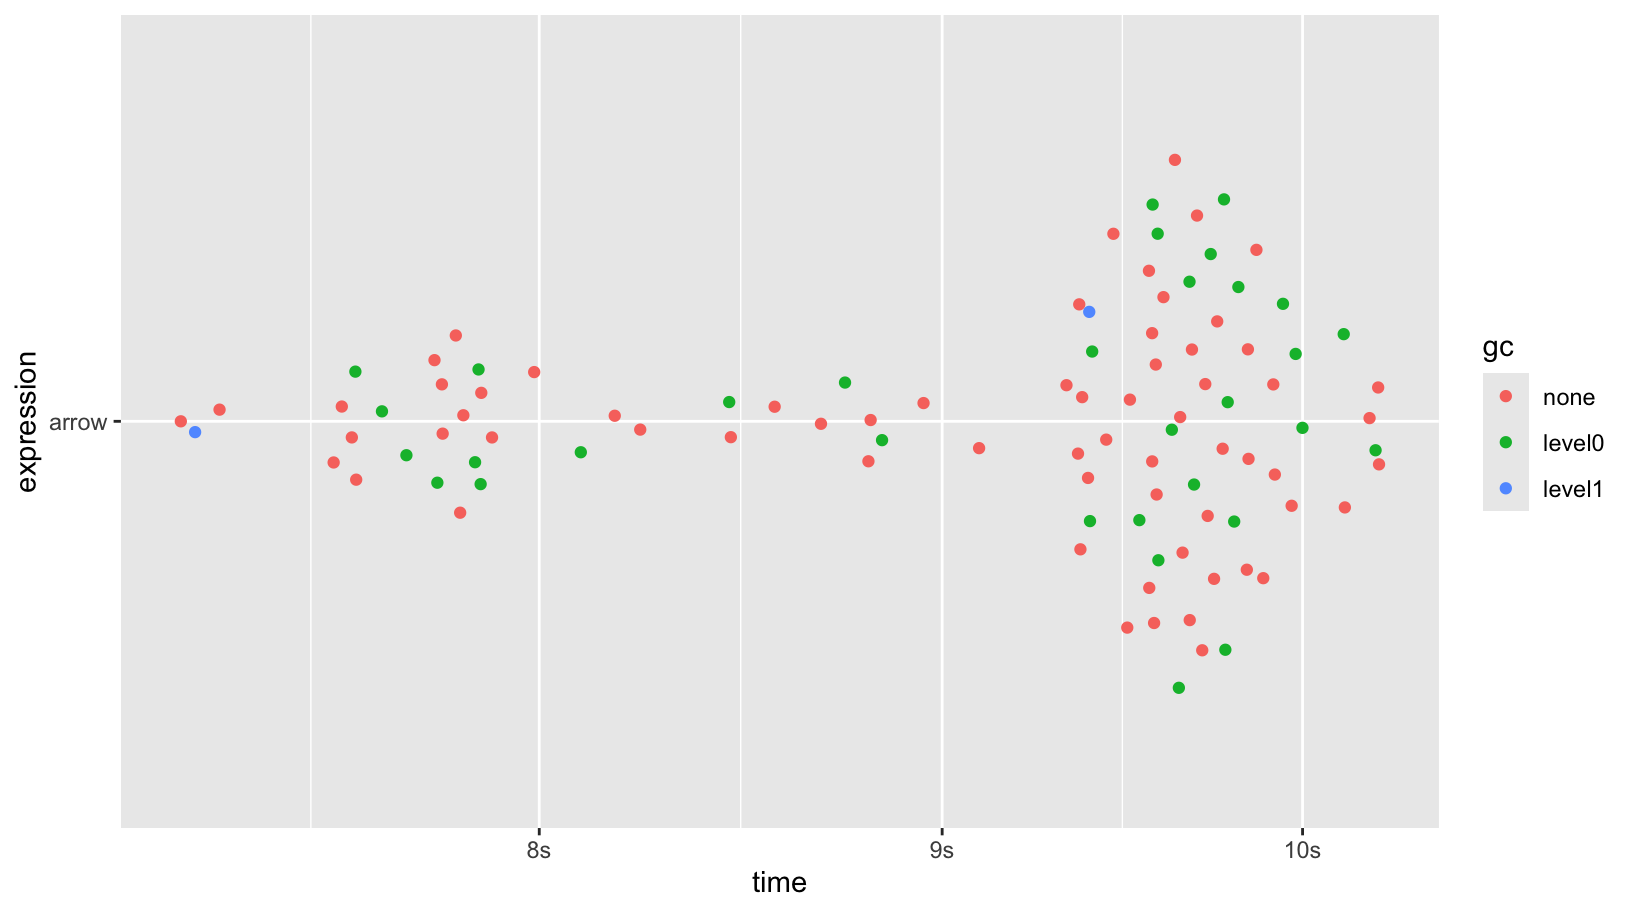 expression
arrow
8s
9s
10s
time
gc
none
level0
level1